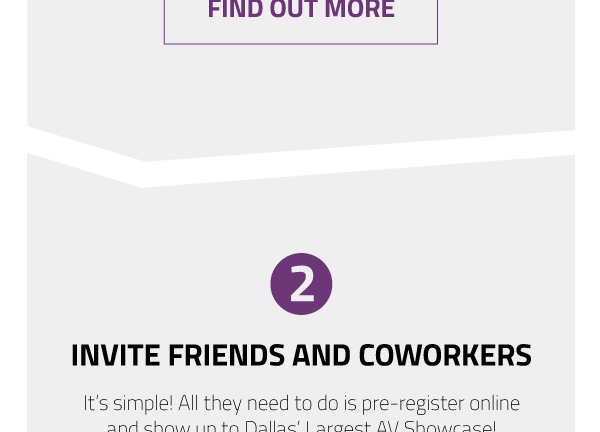 FIND OUT MORE
2
INVITE FRIENDS AND COWORKERS
It's simple! All they need to do is pre-register online
and show up to Dallas' Largest AV Showcase!